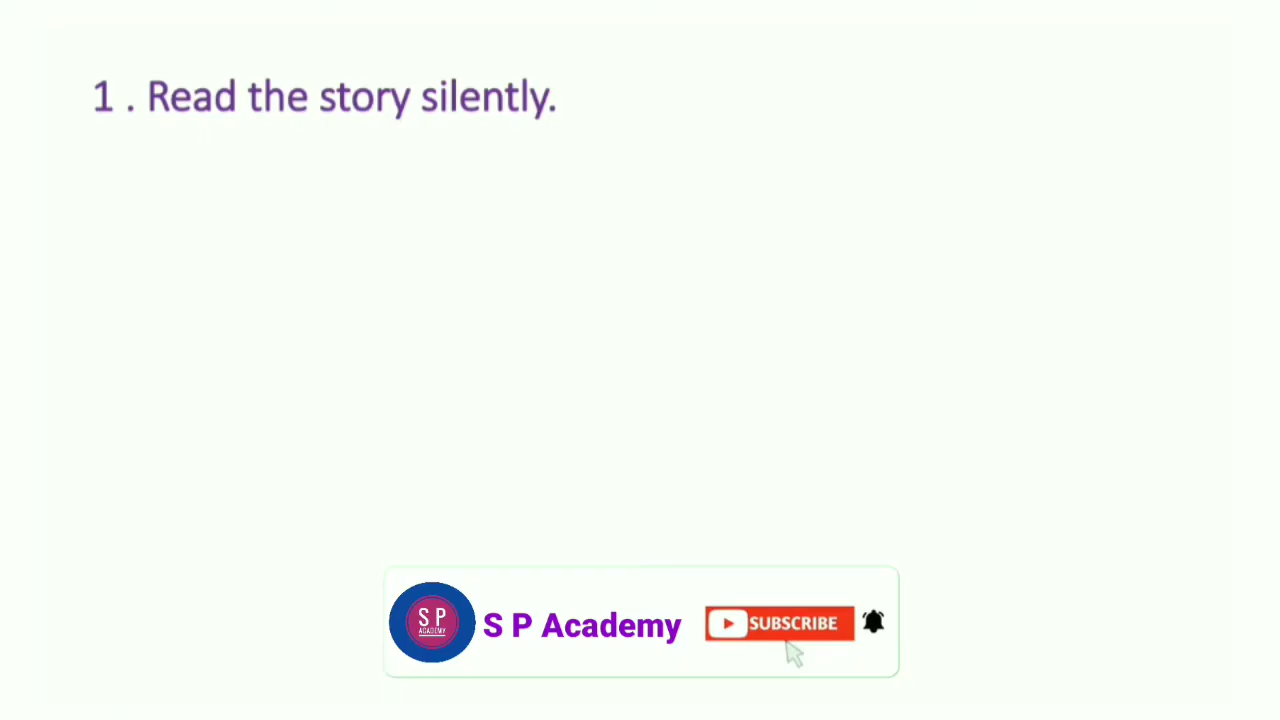 1 . Read the story silently.
S P
ACADEMY
S P Academy
SUBSCRIBE